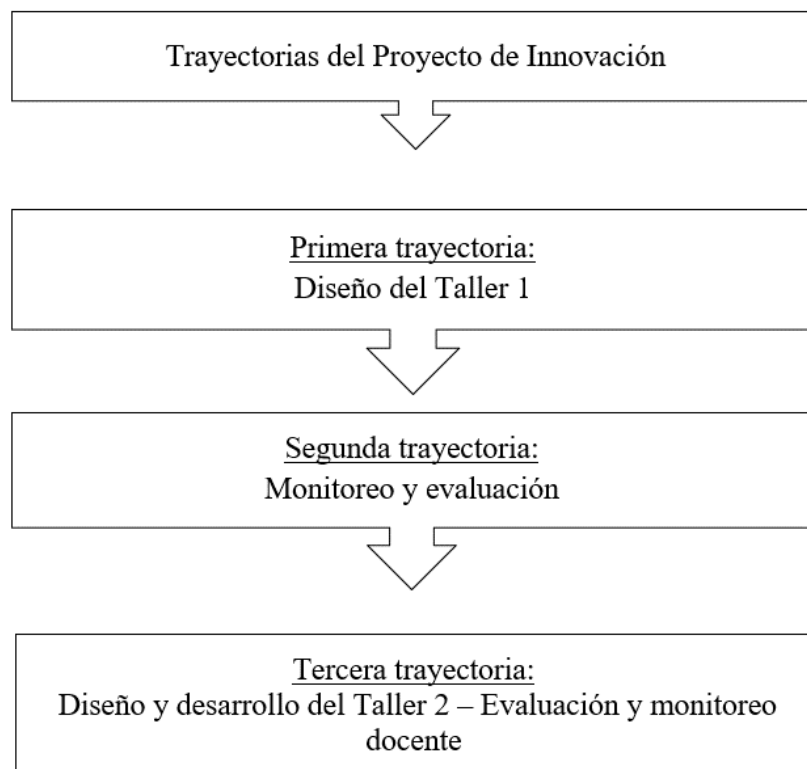 Trayectorias del Proyecto de Innovación
Primera trayectoria:
Diseño del Taller 1
Segunda trayectoria:
Monitoreo y evaluación
Tercera trayectoria:
Diseño y desarrollo del Taller 2 – Evaluación y monitoreo
docente